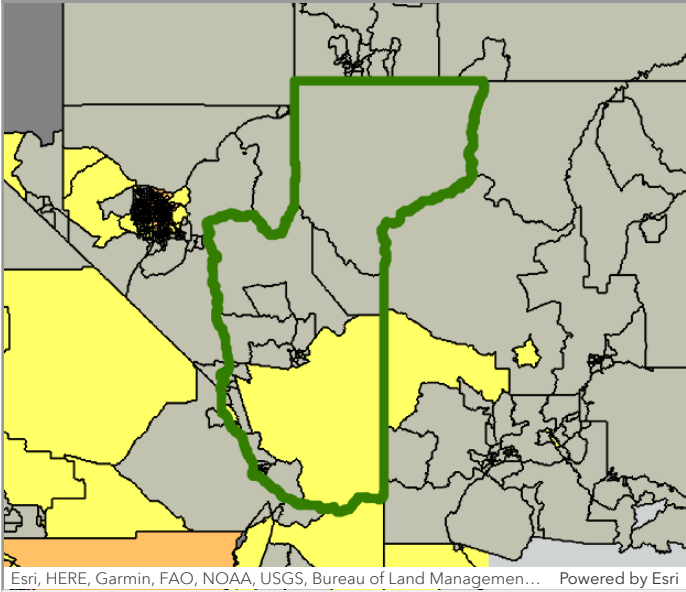 Esri, HERE, Garmin, FAO, NOAA, USGS, Bureau of Land Managemen... Powered by Esri